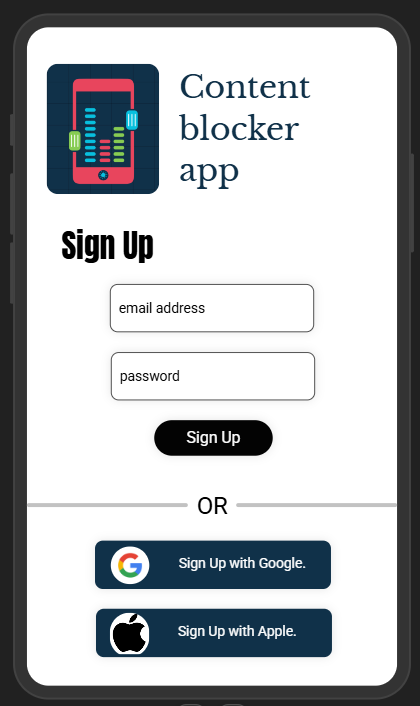 Content
blocker
app
Sign Up
email address
password
Sign Up
OR
Sign Up with Google.
Sign Up with Apple.